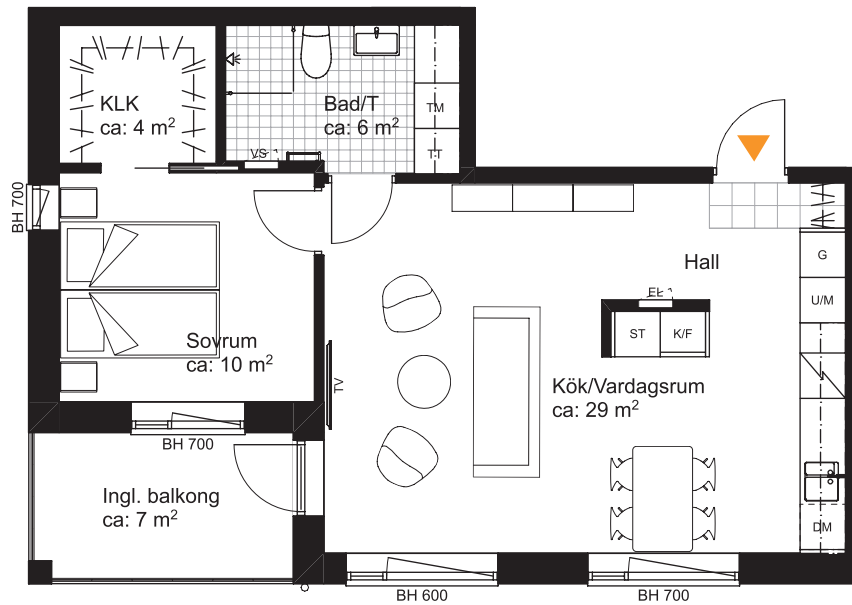 KLK
ca: 4 m²
Bad/T
ca: 6 m²
TM
TT
VS
BH 700
Hall
G
U/M
EL
ST
K/F
Sovrum
ca: 10 m²
TV
Kök/Vardagsrum
ca: 29 m²
BH 700
Ingl. balkong
ca: 7 m²
DM
BH 600
BH 700